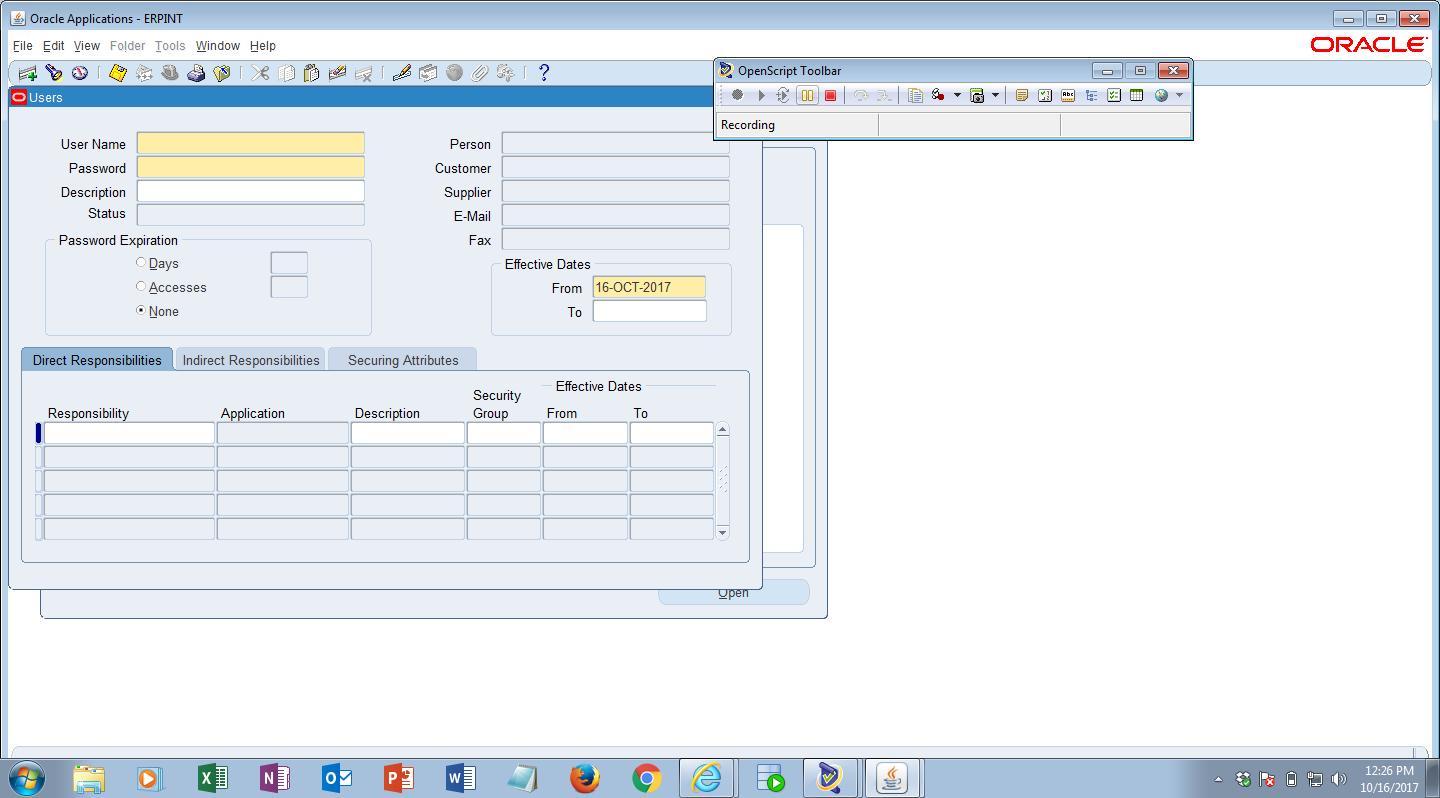 Oracle Applications - ERPINT
File Edit View Folder Tools Window Help
ORACLE
OpenScript Toolbar
Recording
Users
User Name
Password
Description
Status
Person
Customer
Supplier
E-Mail
Fax
Password Expiration
Days
Accesses
None
Effective Dates
From 16-OCT-2017
To
Direct Responsibilities Indirect Responsibilities Securing Attributes
Effective Dates
Responsibility Application Description Security Group From To
Open
12:26 PM
10/16/2017